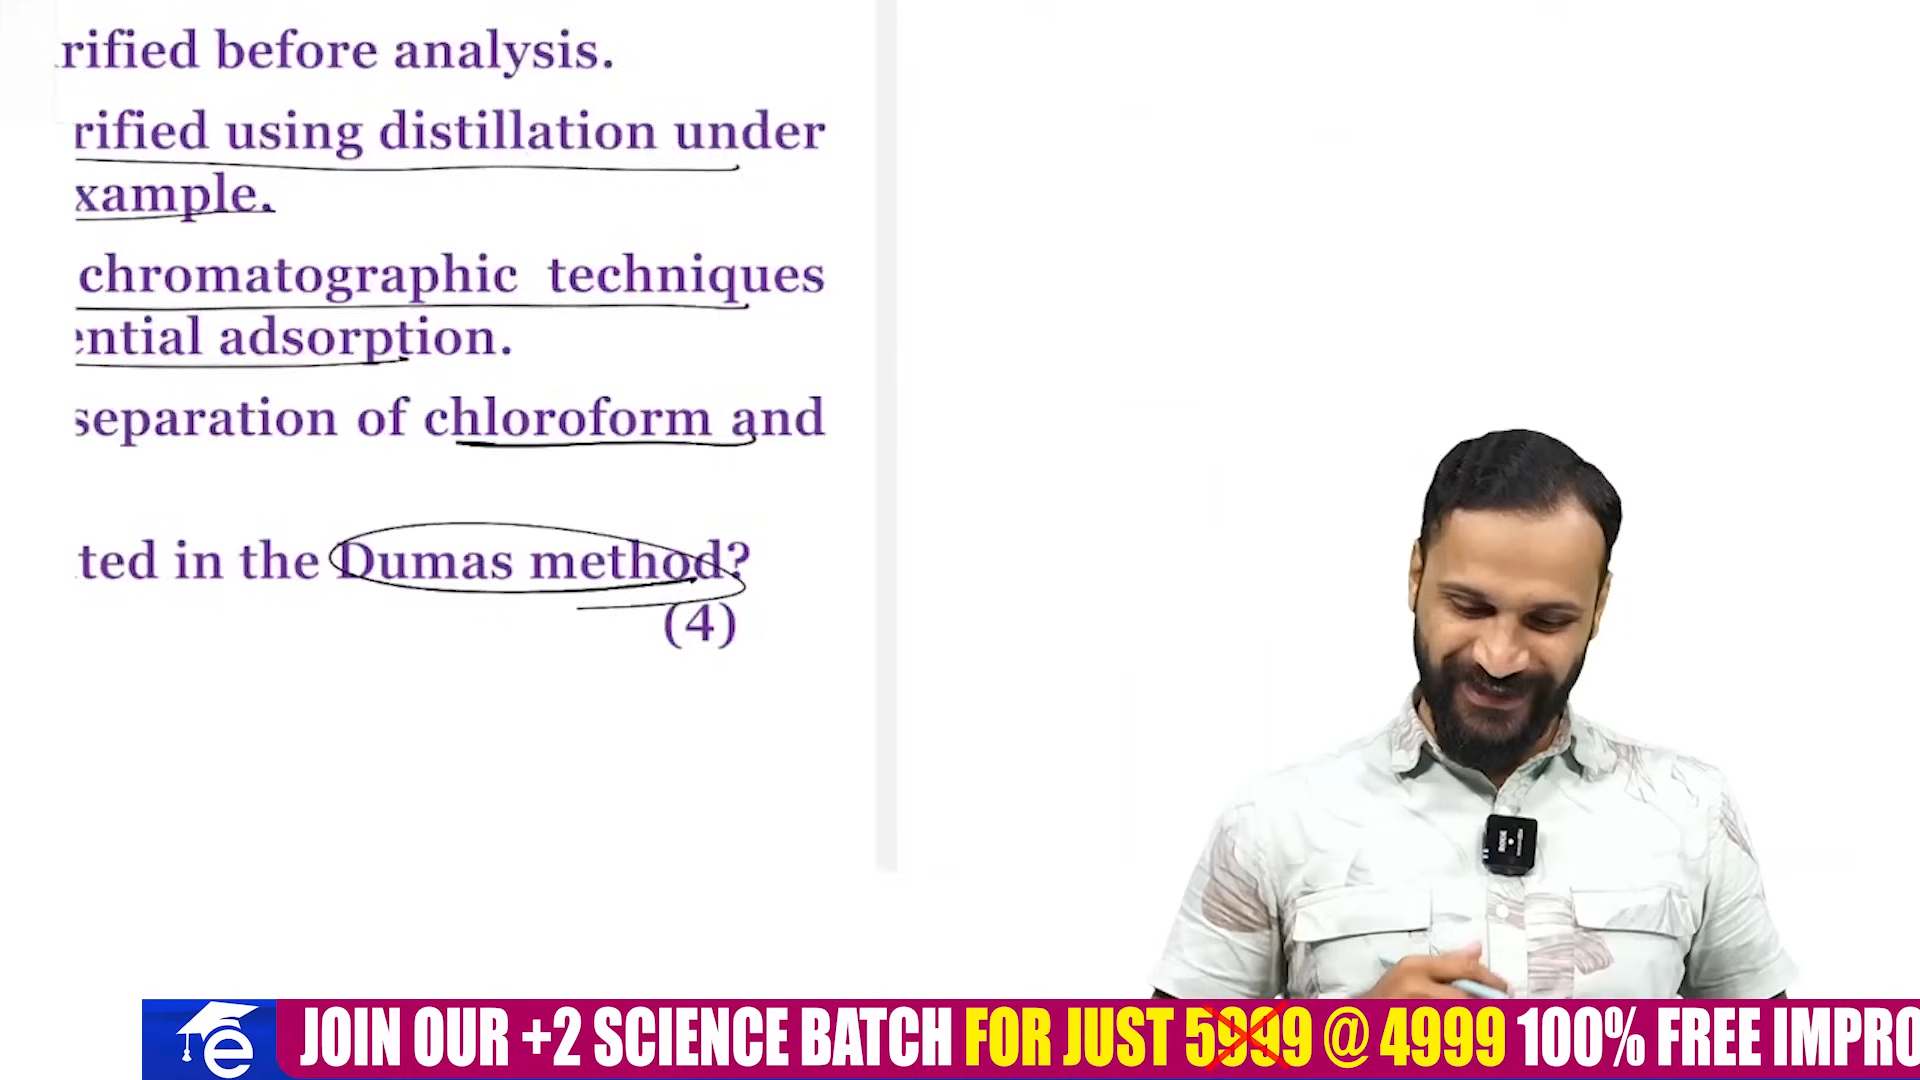 rified before analysis.
rified using distillation under
xample.
chromatographic techniques
ential adsorption.
separation of chloroform and
ted in the Dumas method?
(4)
e JOIN OUR +2 SCIENCE BATCH FOR JUST 5999 @ 4999 100% FREE IMPRO